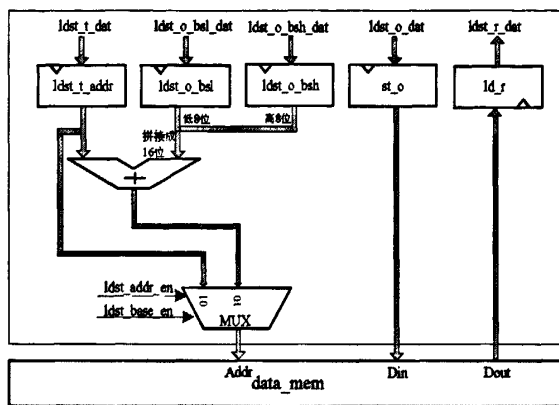 ldst_t_dat ldst_o_bsl_dat ldst_o_bsh_dat ldst_o_dat ldst_r_dat
ldst_t_addr ldst_o_bsl ldst_o_bsh st_o ld_r
低8位 高8位
拼接成
16位
+
ldst_addr_en
ldst_base_en
01 10
MUX
Addr Din Dout
data_mem